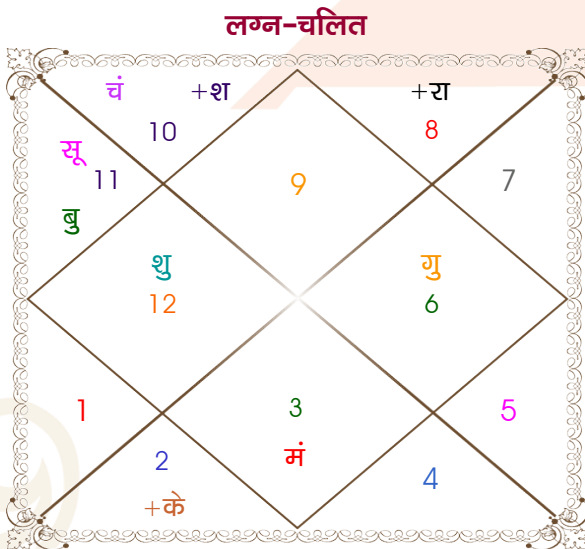 लग्न-चलित
चं +श +रा
10 8
सू 11 9 7
बु
शु गु
12 6
1 3 5
2 मं 4
+के